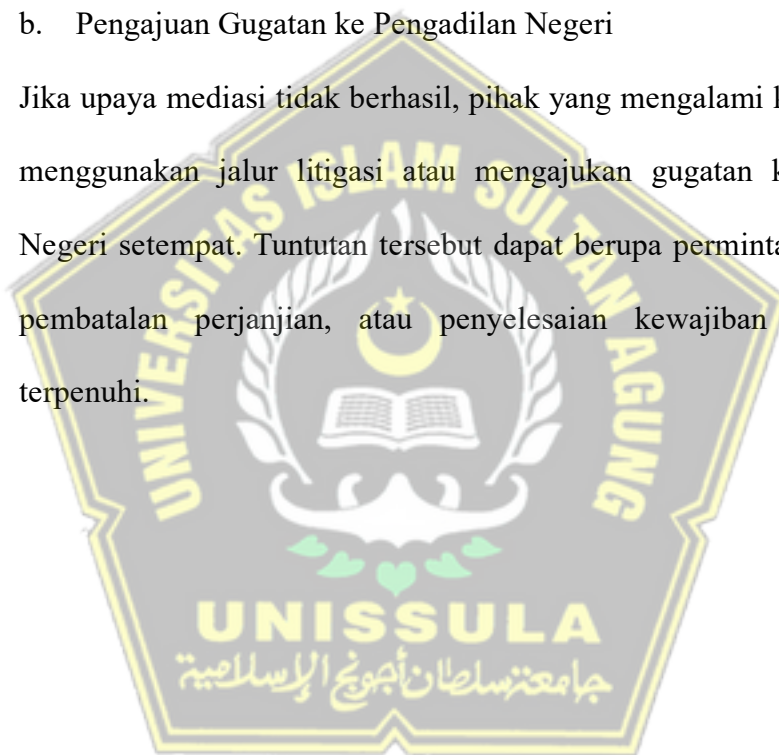 b. Pengajuan Gugatan ke Pengadilan Negeri
Jika upaya mediasi tidak berhasil, pihak yang mengalami
menggunakan jalur litigasi atau mengajukan gugatan
Negeri setempat. Tuntutan tersebut dapat berupa
pembatalan perjanjian, atau penyelesaian kewajiban
terpenuhi.
UNIVERSITAS ISLAM SULTAN AGUNG
UNISSULA
جامعة سلطان أجونج الإسلامية